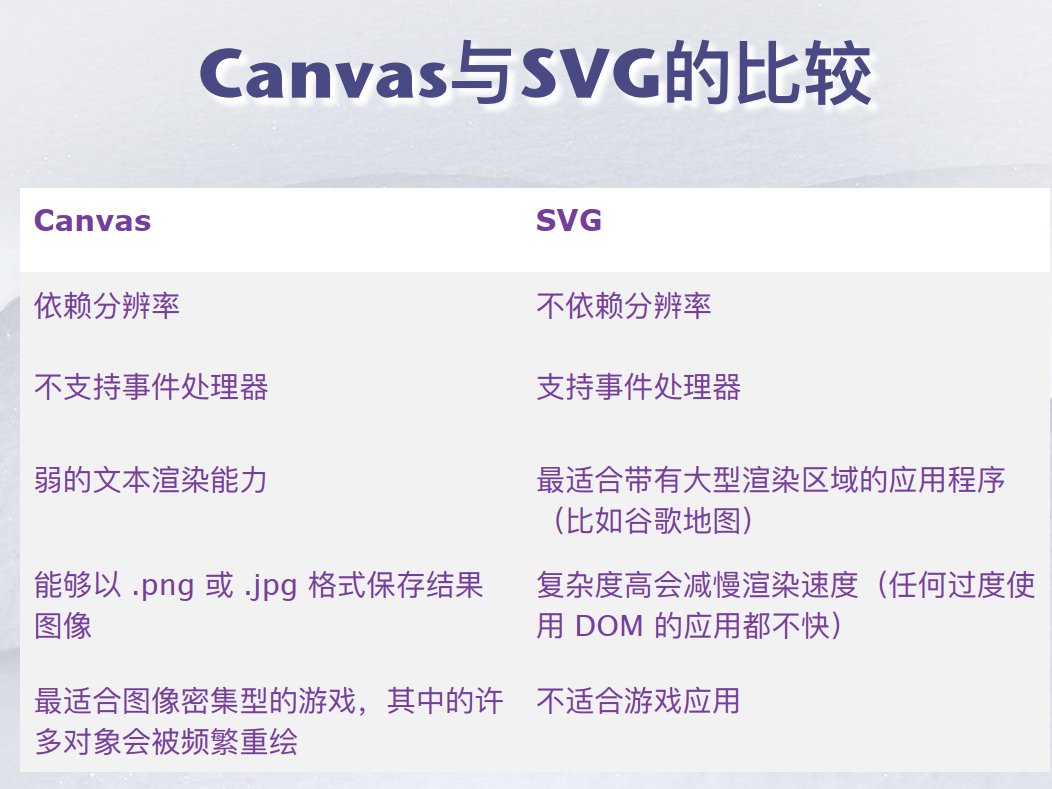 Canvas与SVG的比较
Canvas
SVG
依赖分辨率
不依赖分辨率
不支持事件处理器
支持事件处理器
弱的文本渲染能力
最适合带有大型渲染区域的应用程序
（比如谷歌地图）
能够以 .png 或 .jpg 格式保存结果
图像
复杂度高会减慢渲染速度（任何过度使
用 DOM 的应用都不快）
最适合图像密集型的游戏，其中的许
多对象会被频繁重绘
不适合游戏应用